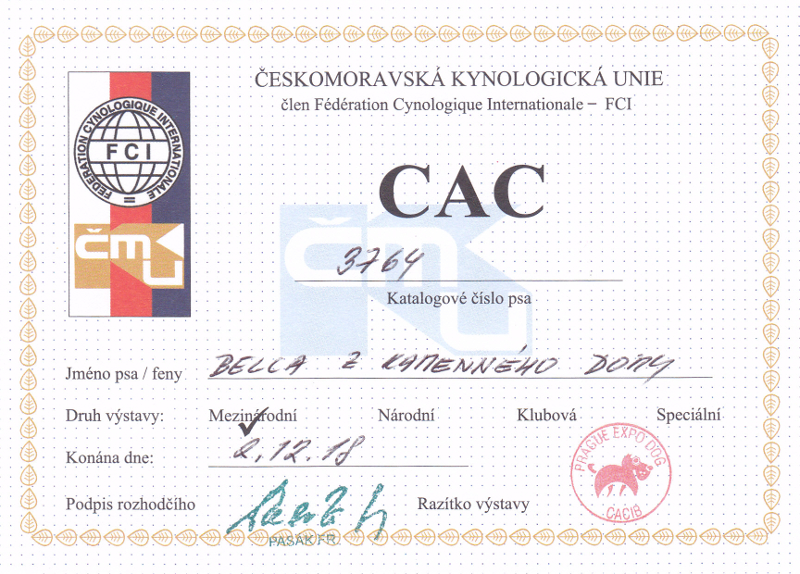 ČESKOMORAVSKÁ KYNOLOGICKÁ UNIE
člen Fédération Cynologique Internationale – FCI
FÉDÉRATION CYNOLOGIQUE INTERNATIONALE
FCI
ČMKU
CAC
3764
Katalogové číslo psa
Jméno psa / feny BELLA Z KAMENNÉHO DOMU
Druh výstavy: Mezinárodní Národní Klubová Speciální
Konána dne: 2.12.18
Podpis rozhodčího Razítko výstavy
PRAGUE EXPO DOG
CACIB
PASÁK FR.